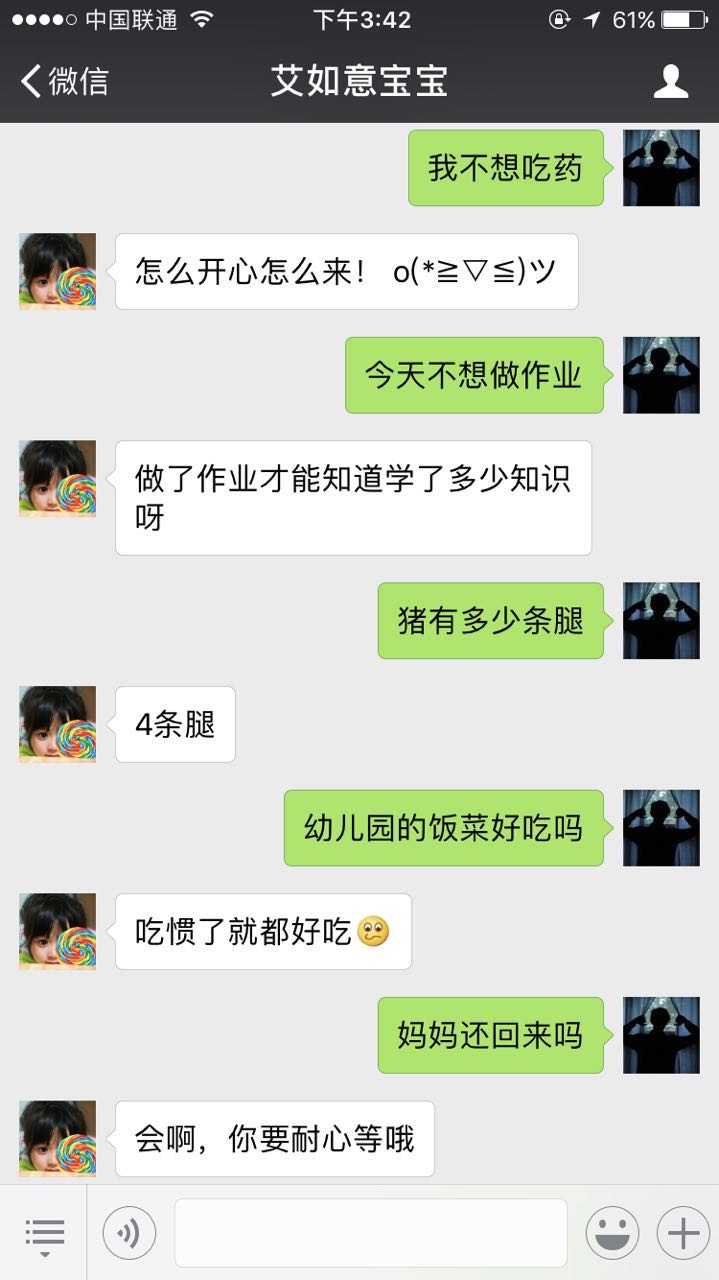 中国联通 下午3:42 61%
微信 艾如意宝宝
我不想吃药
怎么开心怎么来! o(*≧▽≦)ツ
今天不想做作业
做了作业才能知道学了多少知识
呀
猪有多少条腿
4条腿
幼儿园的饭菜好吃吗
吃惯了就都好吃
妈妈还回来吗
会啊，你要耐心等哦